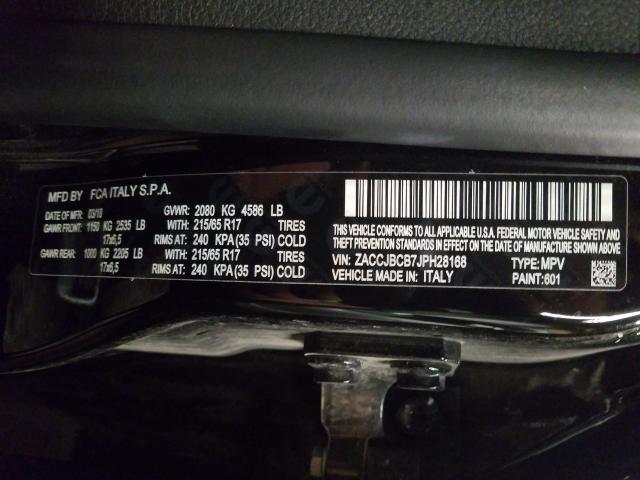 MFD BY FCA ITALY S.P.A.
DATE OF MFR 03/18 GVWR: 2080 KG 4586 LB
GAWR FRONT: 1150 KG 2535 LB WITH: 215/65 R17 TIRES
17x6,5 RIMS AT: 240 KPA(35 PSI) COLD
GAWR REAR: 1000 KG 2205 LB WITH: 215/65 R17 TIRES
17x6,5 RIMS AT: 240 KPA(35 PSI) COLD
THIS VEHICLE CONFORMS TO ALL APPLICABLE U.S.A. FEDERAL MOTOR VEHICLE SAFETY AND
THEFT PREVENTION STANDARDS IN EFFECT ON THE DATE OF MANUFACTURE SHOWN ABOVE
VIN: ZACCJBCB7JPH28168 TYPE: MPV
VEHICLE MADE IN ITALY PAINT: 601